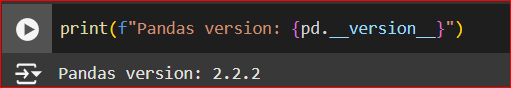 print(f"Pandas version: {pd.__version__}")
Pandas version: 2.2.2